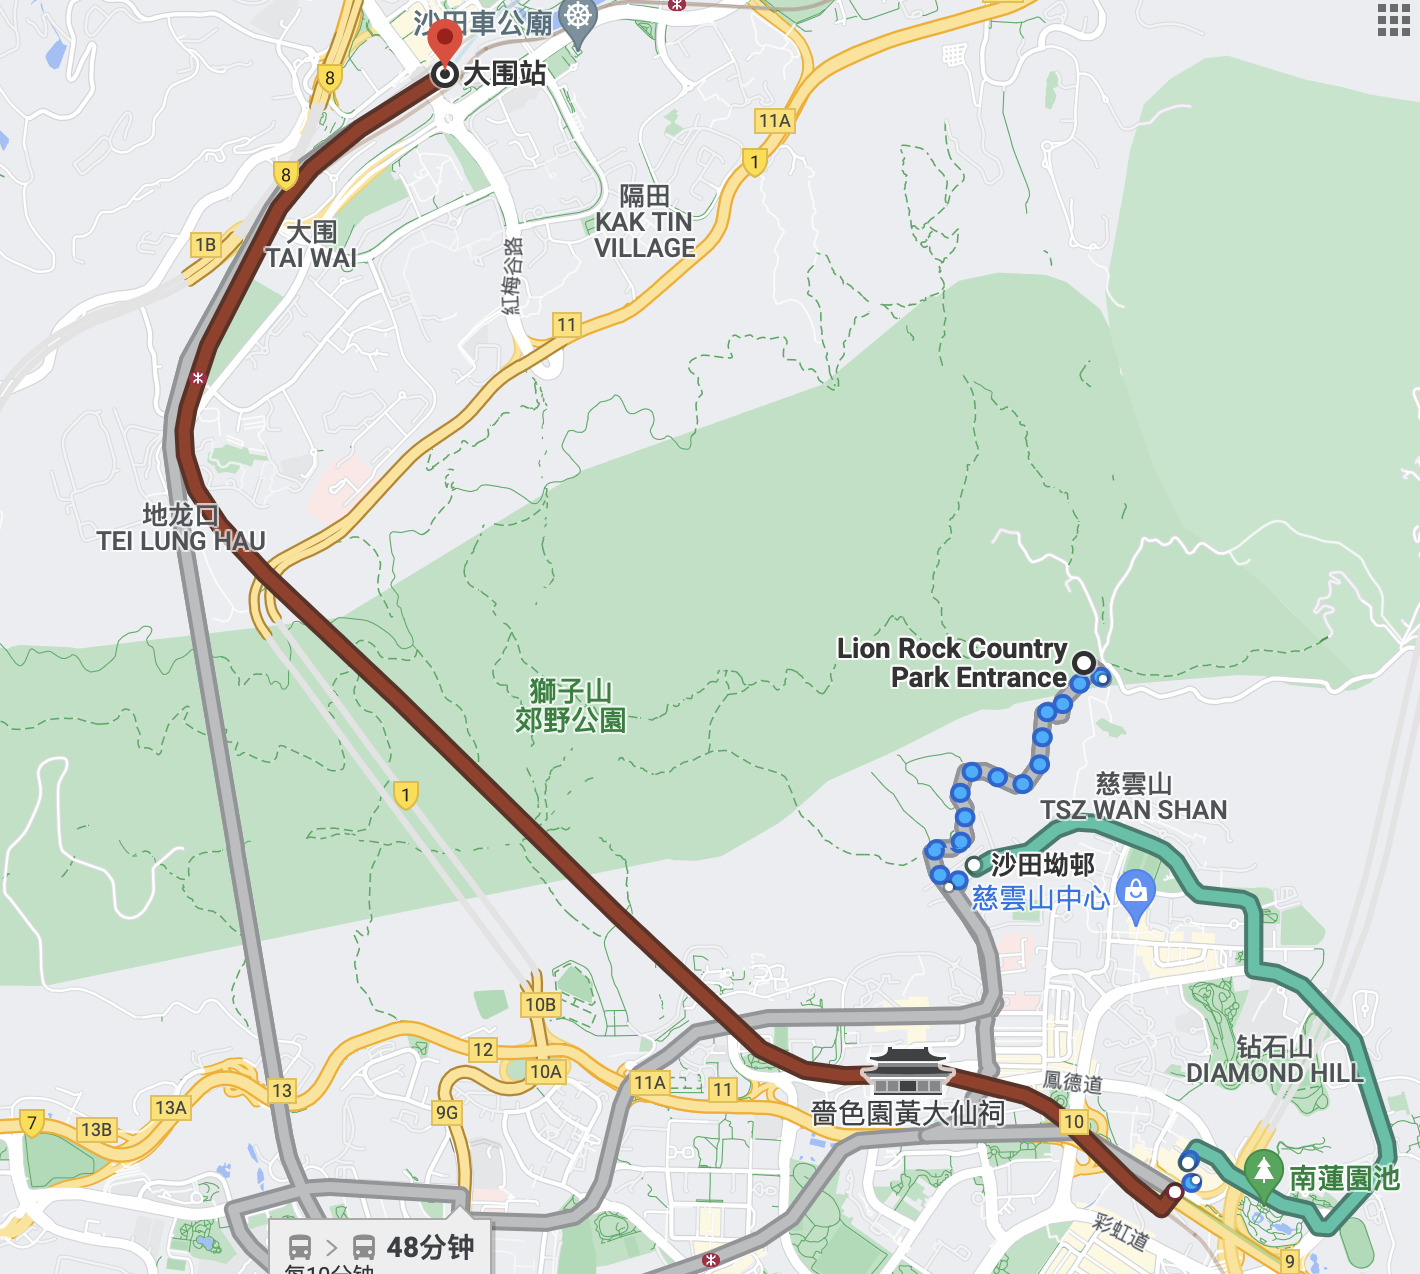 沙田車公廟
8
大围站
11A
1
8
隔田
KAK TIN
VILLAGE
大围
TAI WAI
1B
紅梅谷路
11
地龙口
TEI LUNG HAU
Lion Rock Country
Park Entrance
獅子山
郊野公園
1
慈雲山
TSZ WAN SHAN
沙田坳邨
慈雲山中心
10B
钻石山
DIAMOND HILL
12
10A
11A
11
鳳德道
13
13A
9G
嗇色園黃大仙祠
10
7
13B
南蓮園池
彩虹道
48分钟
每10分钟
9